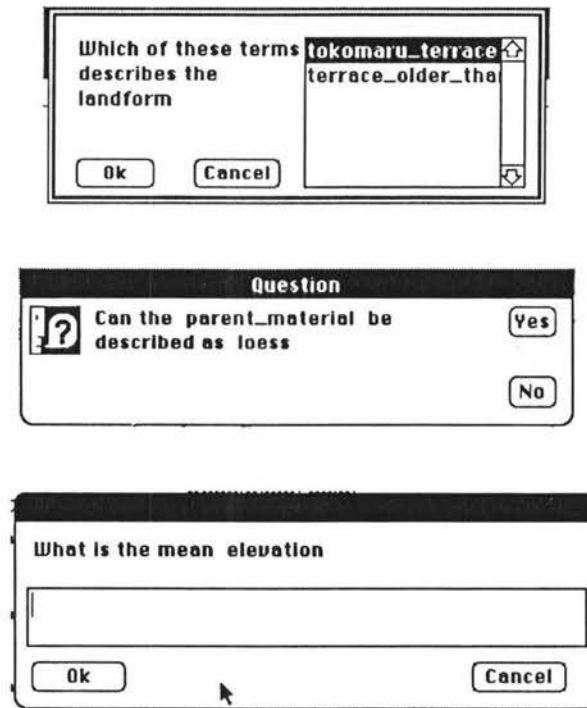 Which of these terms
describes the
landform
tokomaru_terrace
terrace_older_tha
Ok
Cancel
Question
?
Can the parent_material be
described as loess
Yes
No
What is the mean elevation
Ok
Cancel